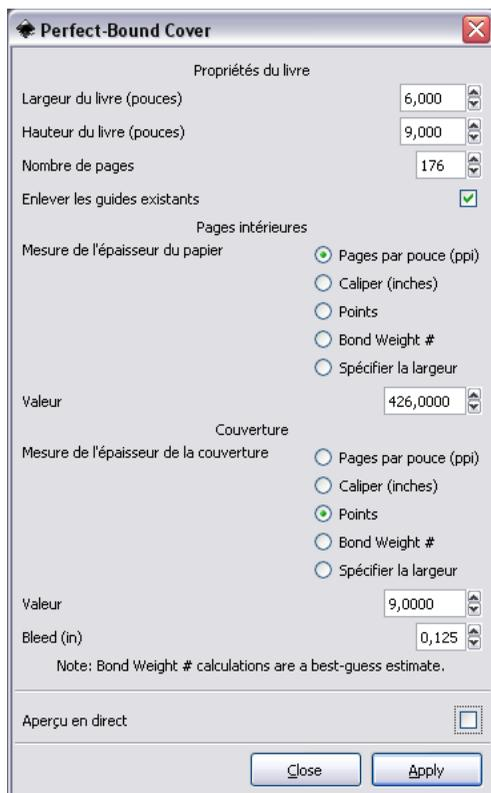 Perfect-Bound Cover
Propriétés du livre
Largeur du livre (pouces) 6,000
Hauteur du livre (pouces) 9,000
Nombre de pages 176
Enlever les guides existants
Pages intérieures
Mesure de l'épaisseur du papier Pages par pouce (ppi)
Caliper (inches)
Points
Bond Weight #
Spécifier la largeur
Valeur 426,0000
Couverture
Mesure de l'épaisseur de la couverture Pages par pouce (ppi)
Caliper (inches)
Points
Bond Weight #
Spécifier la largeur
Valeur 9,0000
Bleed (in) 0,125
Note: Bond Weight # calculations are a best-guess estimate.
Aperçu en direct
Close Apply